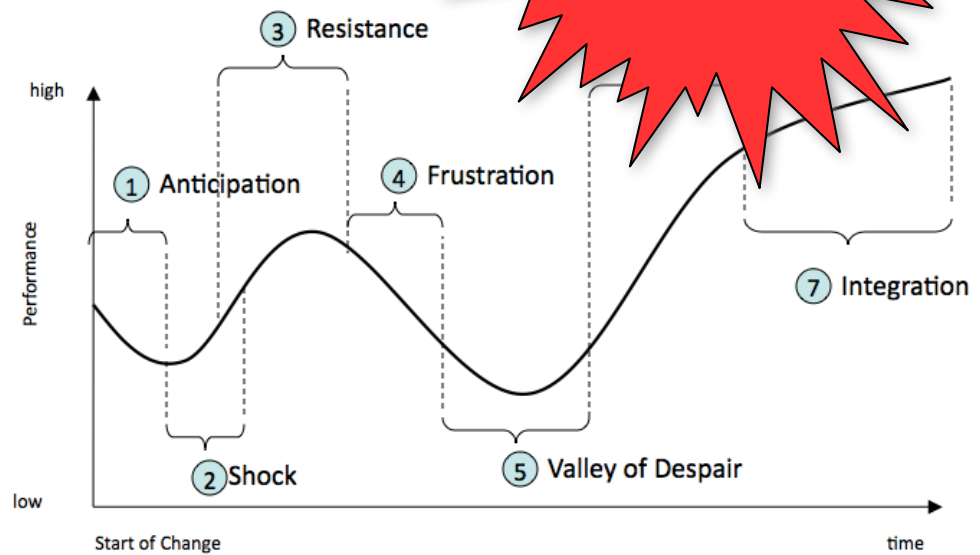 3 Resistance
high
1 Anticipation
4 Frustration
Performance
7 Integration
5 Valley of Despair
2 Shock
low
Start of Change
time